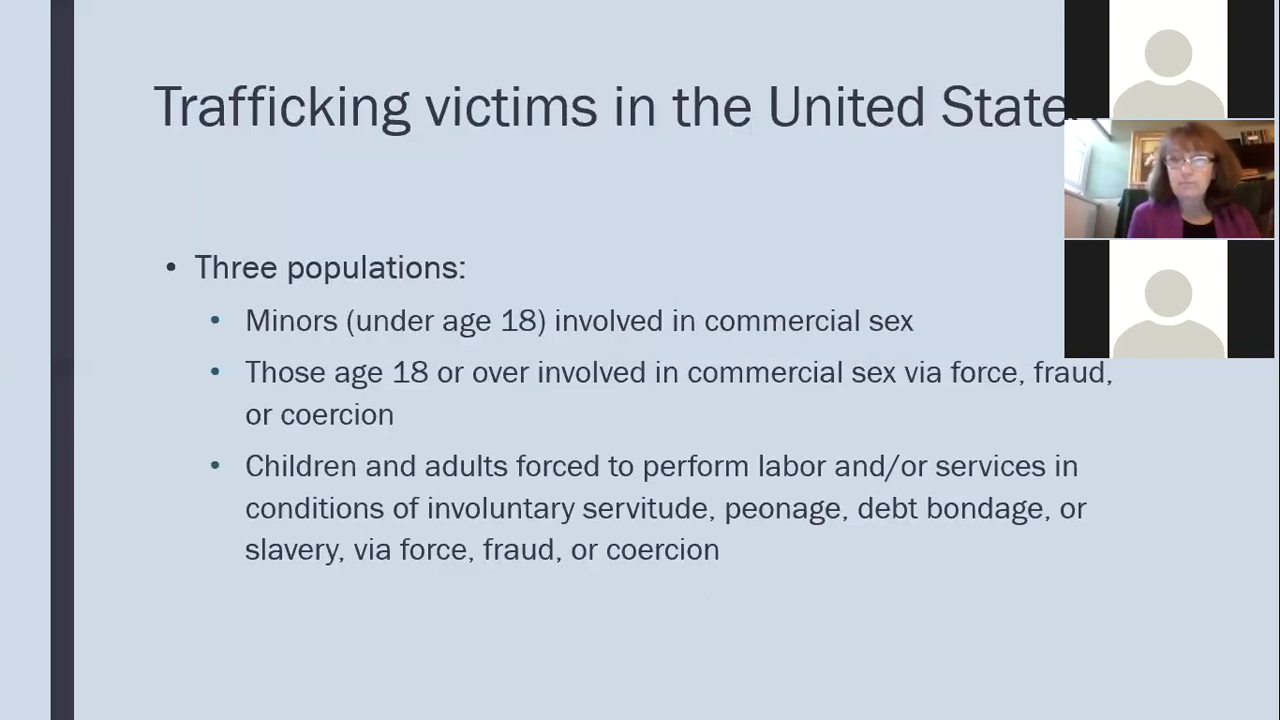 Trafficking victims in the United State
• Three populations:
• Minors (under age 18) involved in commercial sex
• Those age 18 or over involved in commercial sex via force, fraud,
or coercion
• Children and adults forced to perform labor and/or services in
conditions of involuntary servitude, peonage, debt bondage, or
slavery, via force, fraud, or coercion